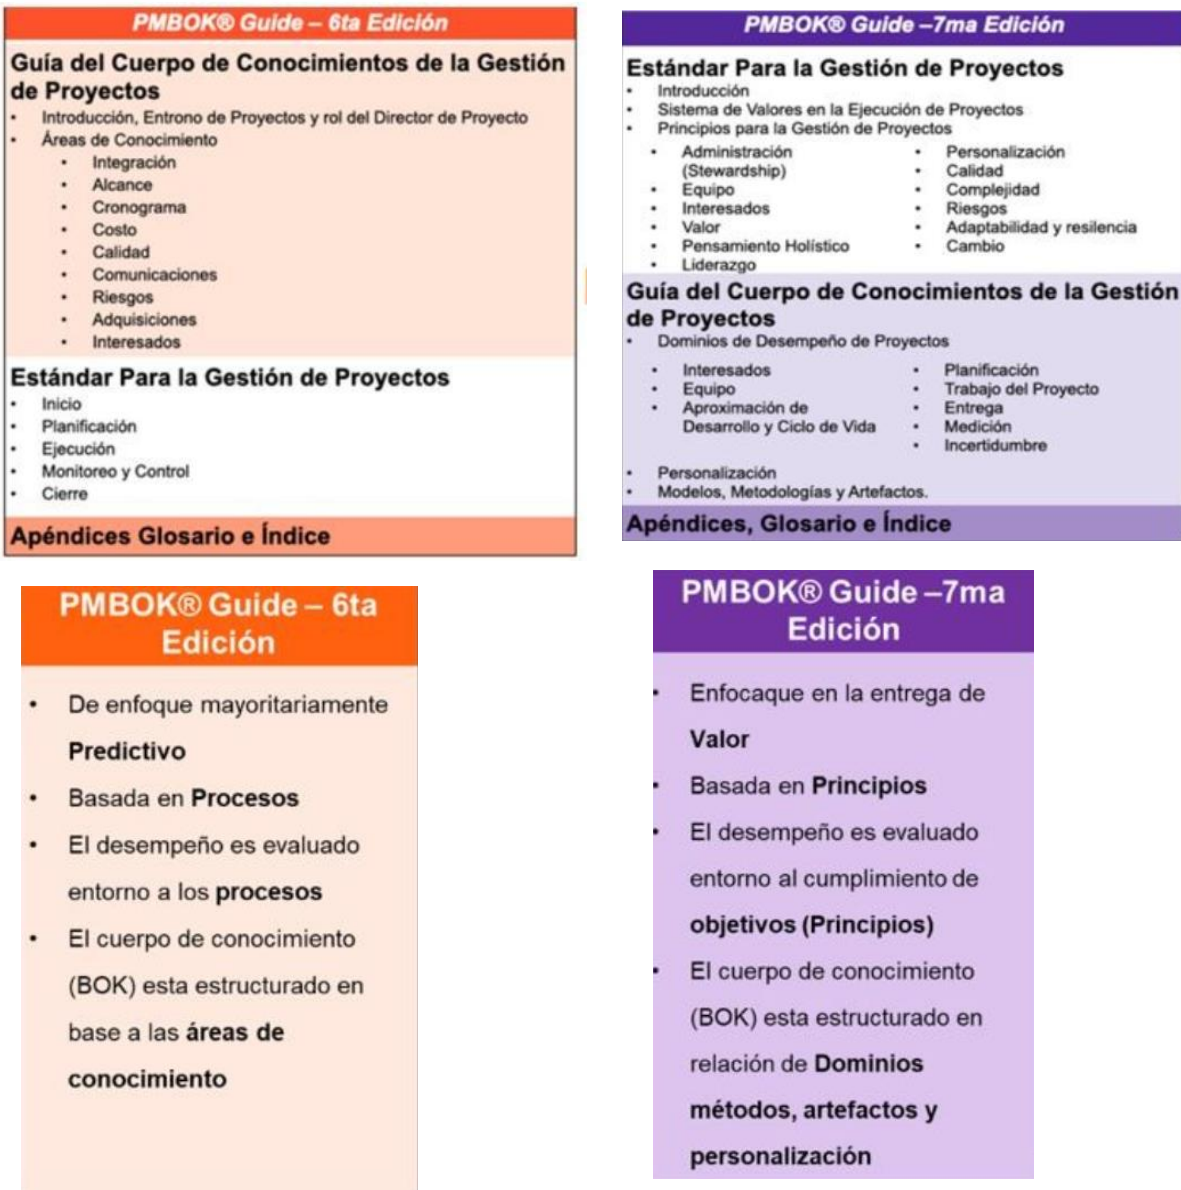 PMBOK® Guide – 6ta Edición
Guía del Cuerpo de Conocimientos de la Gestión
de Proyectos
• Introducción, Entrono de Proyectos y rol del Director de Proyecto
• Áreas de Conocimiento
• Integración
• Alcance
• Cronograma
• Costo
• Calidad
• Comunicaciones
• Riesgos
• Adquisiciones
• Interesados
Estándar Para la Gestión de Proyectos
• Inicio
• Planificación
• Ejecución
• Monitoreo y Control
• Cierre
Apéndices Glosario e Índice
PMBOK® Guide –7ma Edición
Estándar Para la Gestión de Proyectos
• Introducción
• Sistema de Valores en la Ejecución de Proyectos
• Principios para la Gestión de Proyectos
• Administración
(Stewardship)
• Equipo
• Interesados
• Valor
• Pensamiento Holístico
• Liderazgo
• Personalización
• Calidad
• Complejidad
• Riesgos
• Adaptabilidad y resilencia
• Cambio
Guía del Cuerpo de Conocimientos de la Gestión
de Proyectos
• Dominios de Desempeño de Proyectos
• Interesados
• Equipo
• Aproximación de
Desarrollo y Ciclo de Vida
• Planificación
• Trabajo del Proyecto
• Entrega
• Medición
• Incertidumbre
• Personalización
• Modelos, Metodologías y Artefactos.
Apéndices, Glosario e Índice
PMBOK® Guide – 6ta
Edición
• De enfoque mayoritariamente
Predictivo
• Basada en Procesos
• El desempeño es evaluado
entorno a los procesos
• El cuerpo de conocimiento
(BOK) esta estructurado en
base a las áreas de
conocimiento
PMBOK® Guide –7ma
Edición
• Enfocaque en la entrega de
Valor
• Basada en Principios
• El desempeño es evaluado
entorno al cumplimiento de
objetivos (Principios)
• El cuerpo de conocimiento
(BOK) esta estructurado en
relación de Dominios
métodos, artefactos y
personalización